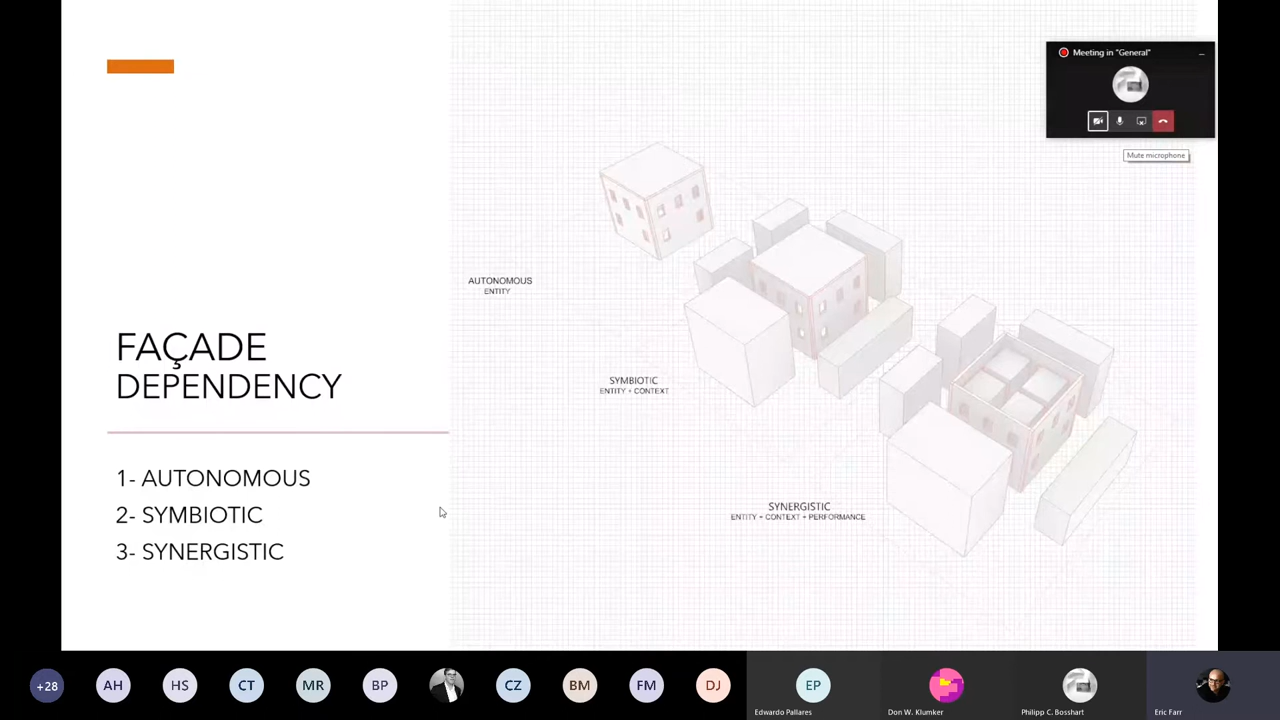 Meeting in "General"
Mute microphone
AUTONOMOUS
ENTITY
FAÇADE
DEPENDENCY
SYMBIOTIC
ENTITY + CONTEXT
1- AUTONOMOUS
2- SYMBIOTIC
3- SYNERGISTIC
SYNERGISTIC
ENTITY + CONTEXT + PERFORMANCE
+28
AH
HS
CT
MR
BP
CZ
BM
FM
DJ
EP
Edwardo Pallares
Don W. Klumker
Philipp C. Bosshart
Eric Farr